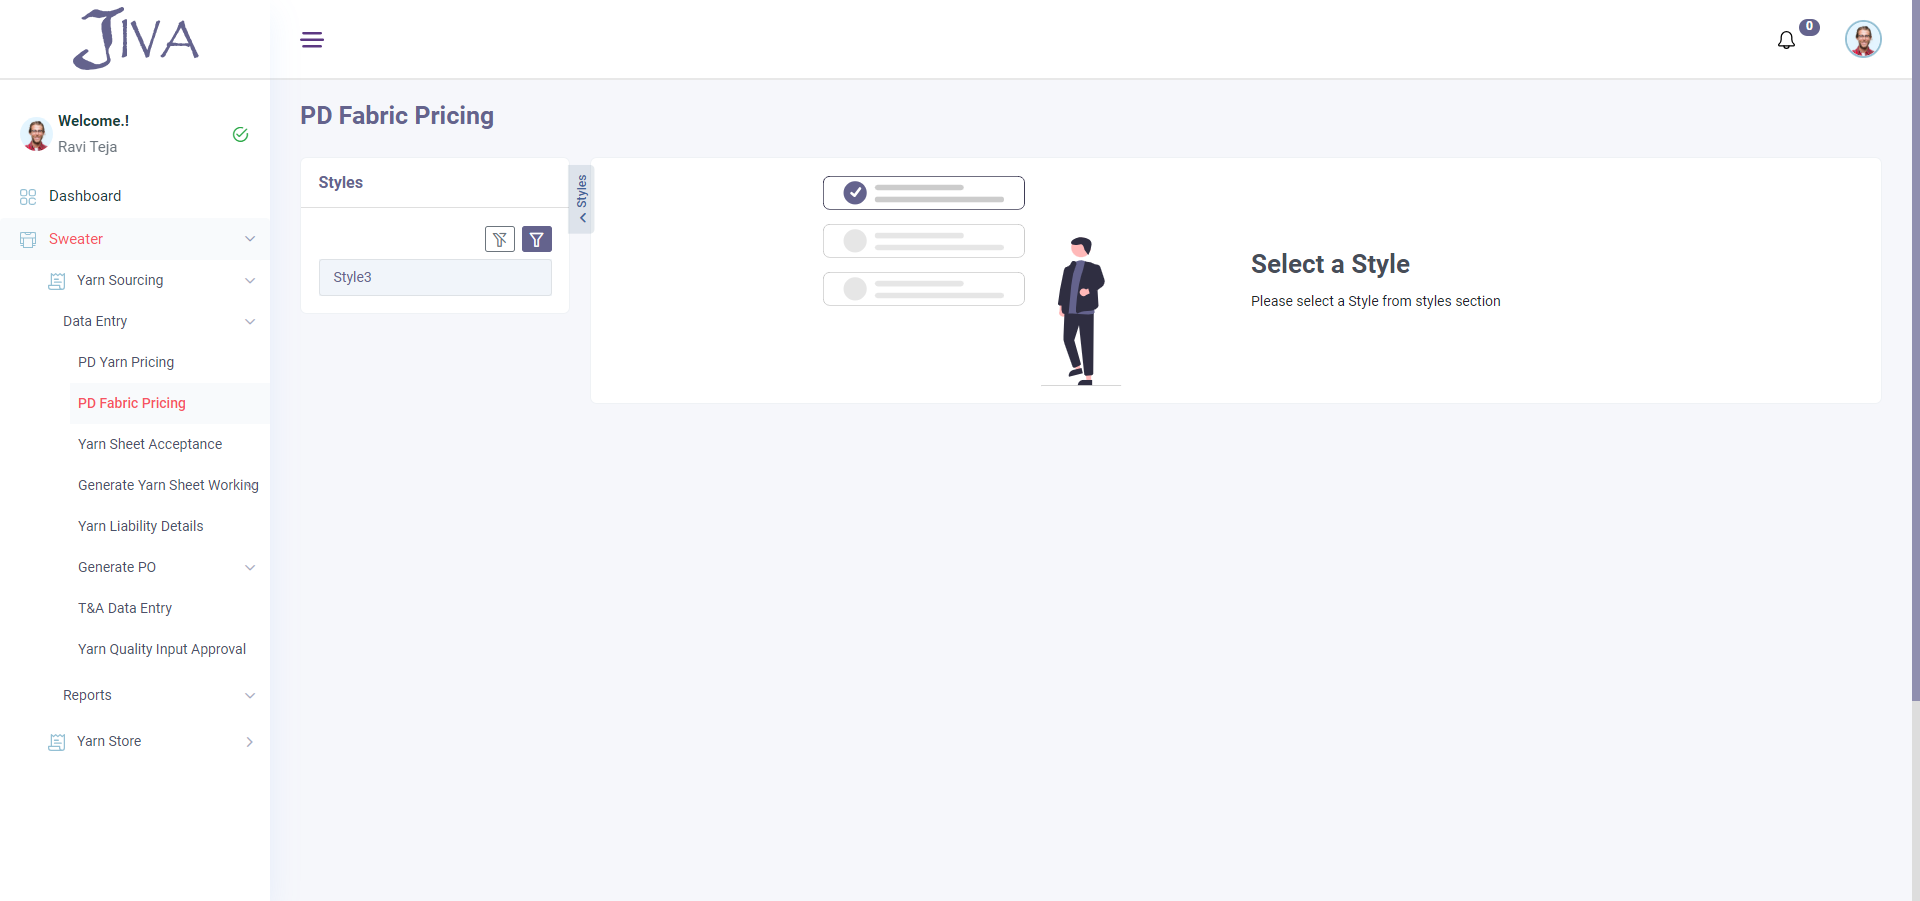 JIVA
0
Welcome.!
Ravi Teja
Dashboard
Sweater
Yarn Sourcing
Data Entry
PD Yarn Pricing
PD Fabric Pricing
Yarn Sheet Acceptance
Generate Yarn Sheet Working
Yarn Liability Details
Generate PO
T&A Data Entry
Yarn Quality Input Approval
Reports
Yarn Store
PD Fabric Pricing
Styles
Styles
Style3
Select a Style
Please select a Style from styles section